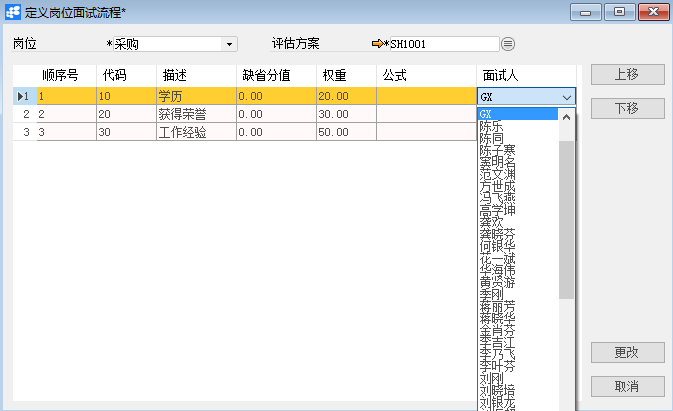 定义岗位面试流程*
岗位 *采购 评估方案 *SH1001
顺序号 代码 描述 缺省分值 权重 公式 面试人 上移
1 1 10 学历 0.00 20.00 GX
2 2 20 获得荣誉 0.00 30.00 GX 下移
3 3 30 工作经验 0.00 50.00
陈乐
陈同
陈子寒
窦明名
范文渊
方世成
冯飞燕
高学坤
龚欢
龚晓芬
何银华
花一斌
华海伟
黄贤游
李刚
蒋丽芳
蒋晓华
金肖芬
李吉江
李乃飞 更改
李叶芬
刘刚 取消
刘晓培
刘银龙